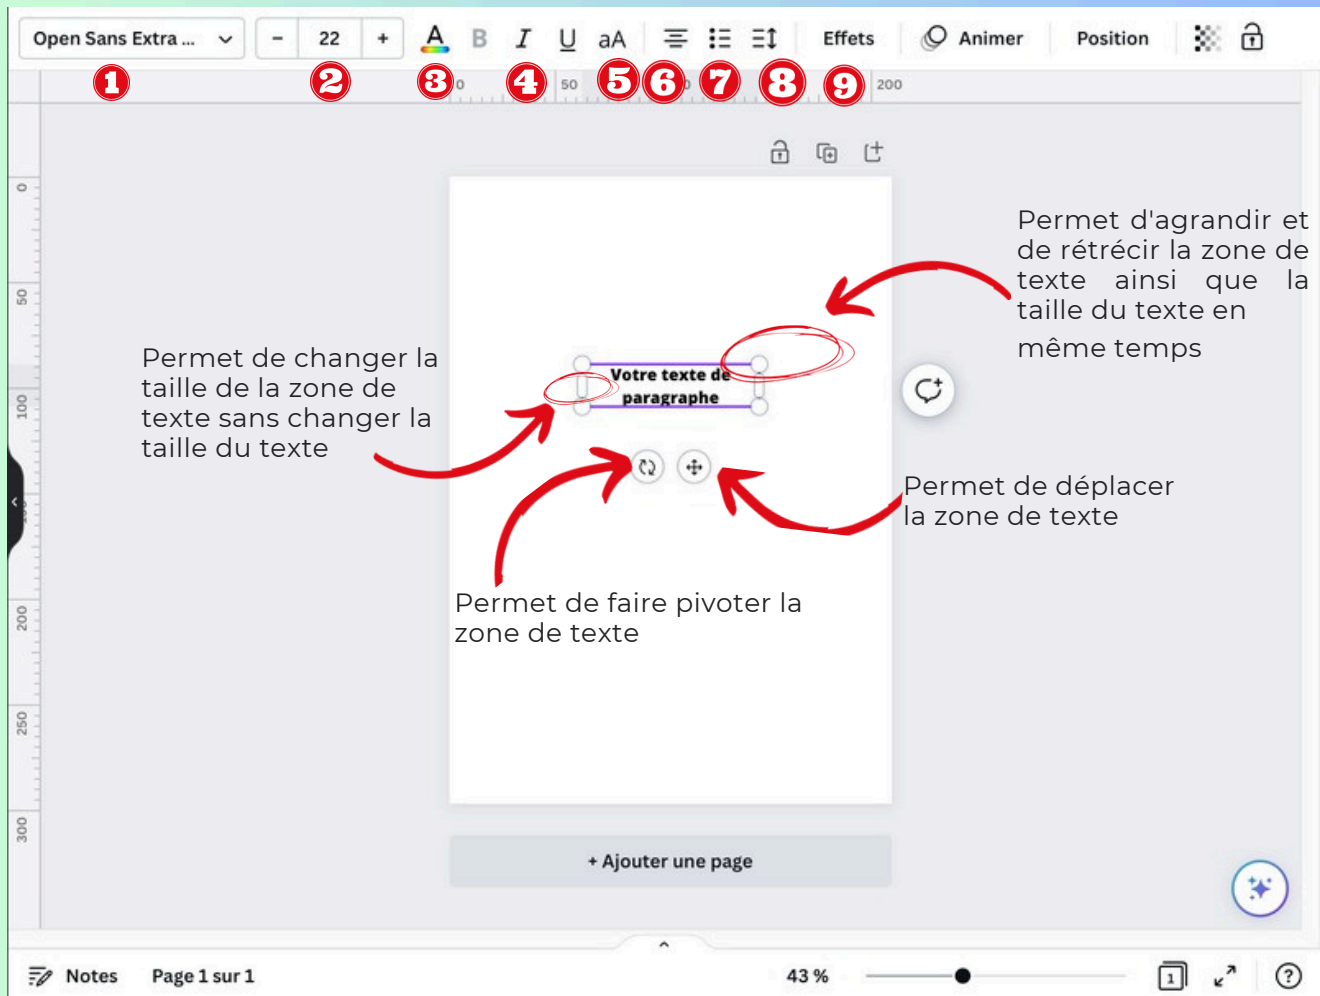 Open Sans Extra ... - 22 + A B I U aA Effets Animer Position
1 2 3 4 5 6 7 8 9
0 50 200
0
50
100
200
250
300
Permet d'agrandir et
de rétrécir la zone de
texte ainsi que la
taille du texte en
même temps
Permet de changer la
taille de la zone de
texte sans changer la
taille du texte
Votre texte de
paragraphe
Permet de déplacer
la zone de texte
Permet de faire pivoter la
zone de texte
+ Ajouter une page
Notes Page 1 sur 1 43 % 1 ?